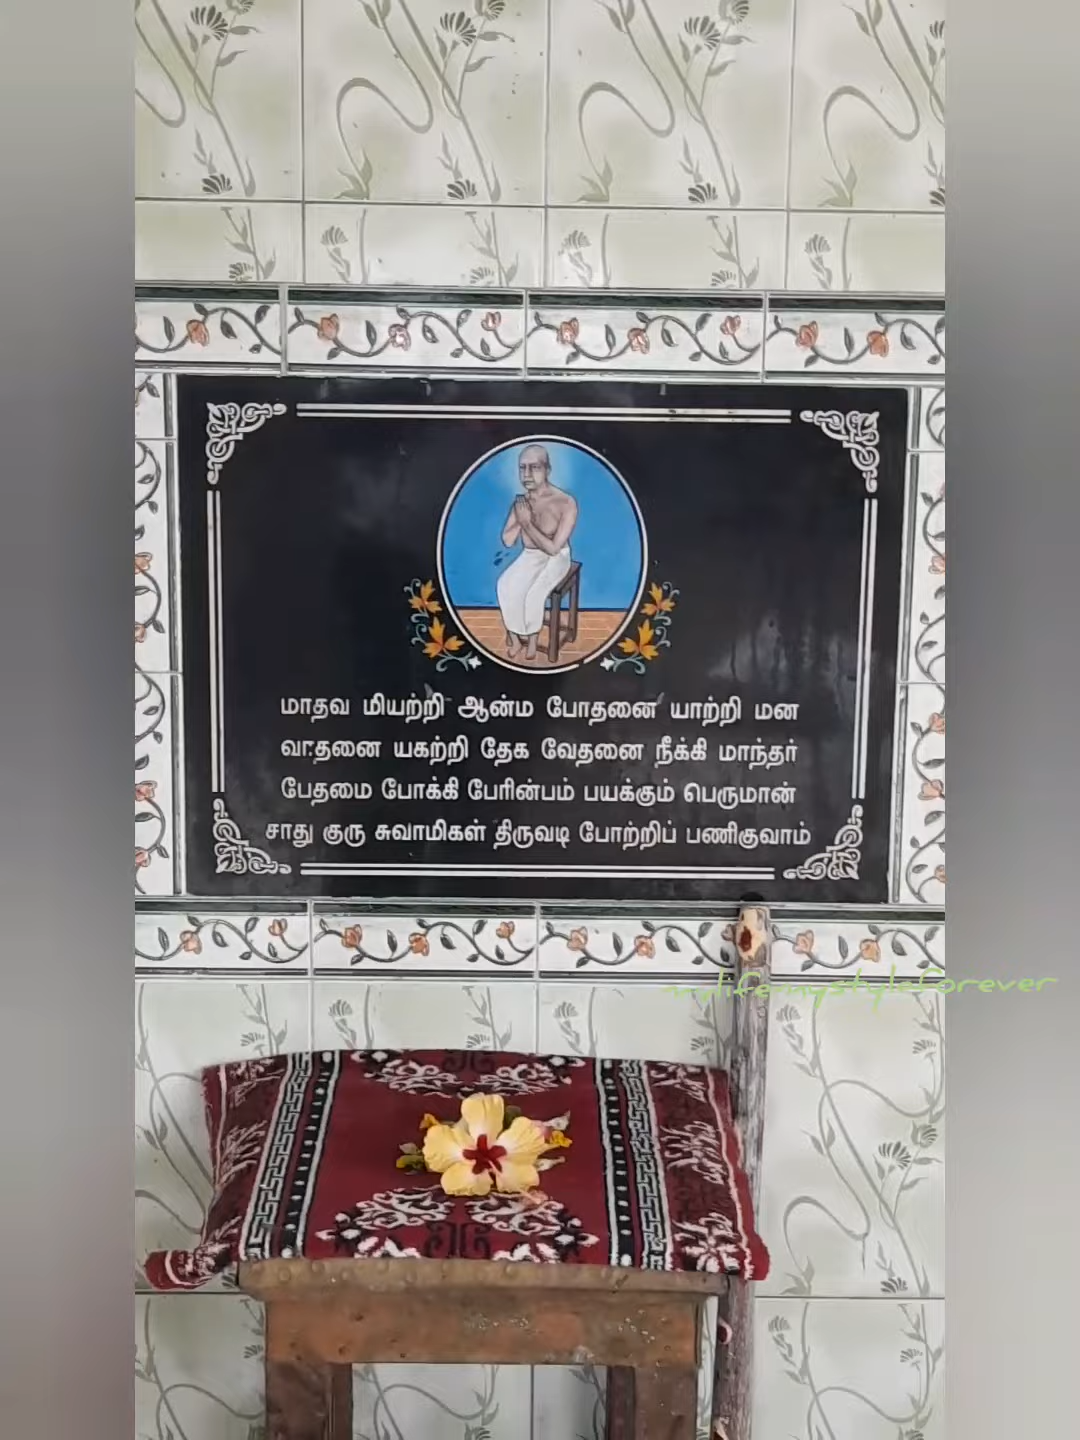 மாதவ மியற்றி ஆன்ம போதனை யாற்றி மன
வாதனை யகற்றி தேக வேதனை நீக்கி மாந்தர்
பேதமை போக்கி பேரின்பம் பயக்கும் பெருமான்
சாது குரு சுவாமிகள் திருவடி போற்றிப் பணிகுவாம்
mylifemystyleforever